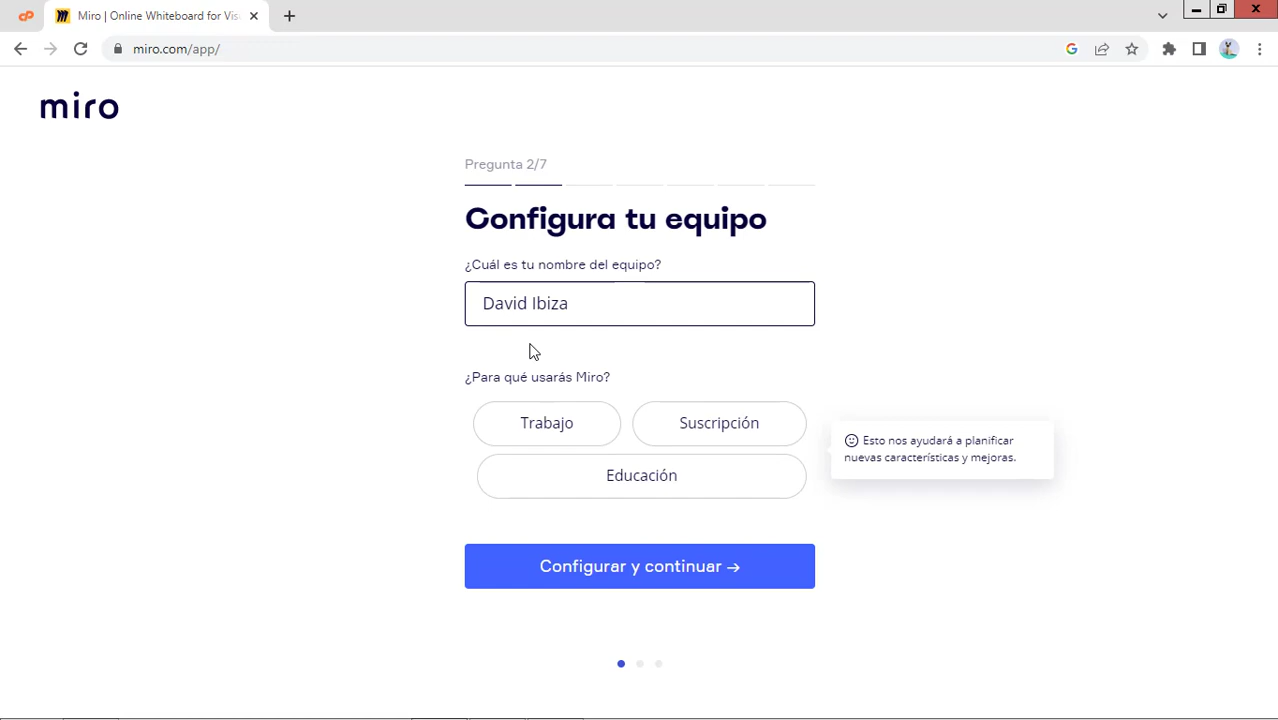 Miro | Online Whiteboard for Vis
miro.com/app/
miro
Pregunta 2/7
Configura tu equipo
¿Cuál es tu nombre del equipo?
David Ibiza
¿Para qué usarás Miro?
Trabajo
Suscripción
Educación
Esto nos ayudará a planificar
nuevas características y mejoras.
Configurar y continuar →